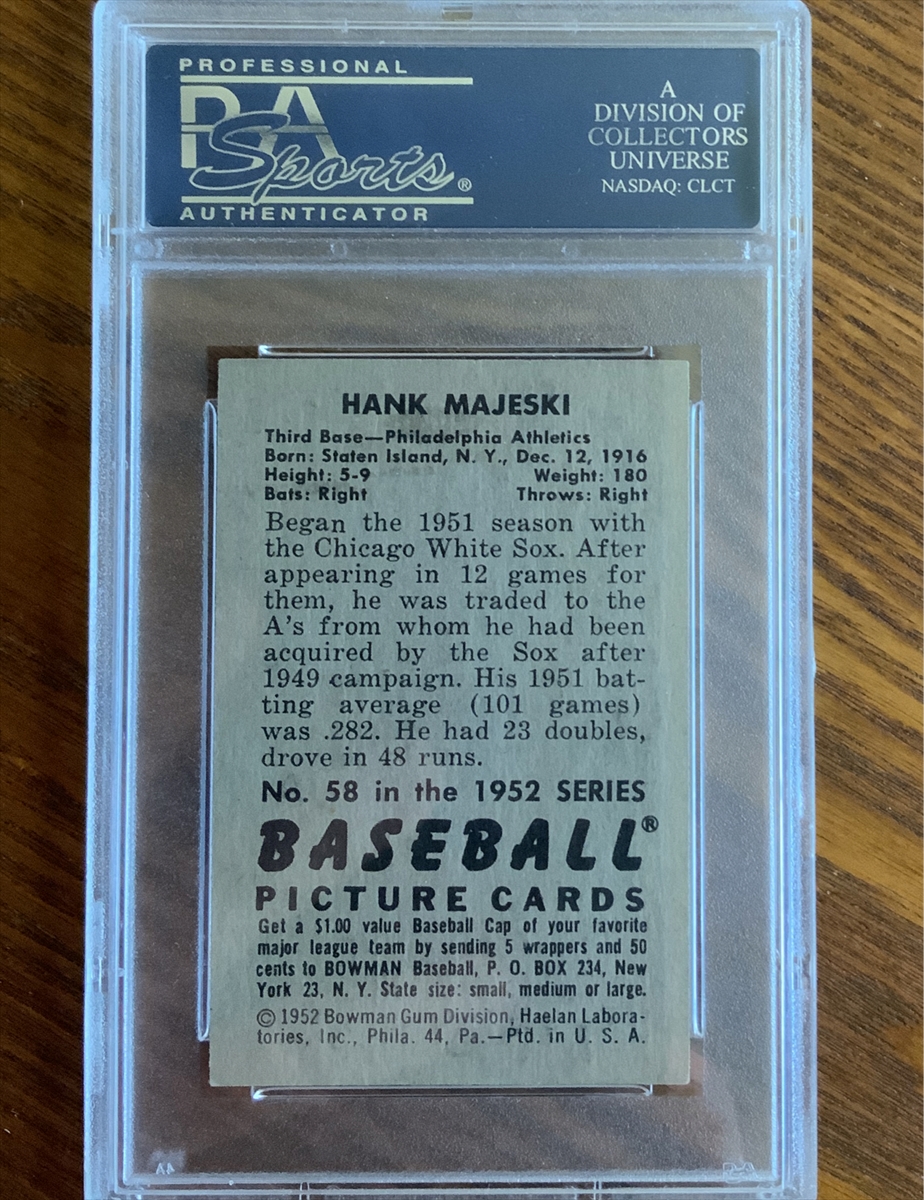 PROFESSIONAL
PSA
Sports®
AUTHENTICATOR
A
DIVISION OF
COLLECTORS
UNIVERSE
NASDAQ: CLCT
HANK MAJESKI
Third Base—Philadelphia Athletics
Born: Staten Island, N. Y., Dec. 12, 1916
Height: 5-9 Weight: 180
Bats: Right Throws: Right
Began the 1951 season with
the Chicago White Sox. After
appearing in 12 games for
them, he was traded to the
A's from whom he had been
acquired by the Sox after
1949 campaign. His 1951 bat-
ting average (101 games)
was .282. He had 23 doubles,
drove in 48 runs.
No. 58 in the 1952 SERIES
BASEBALL®
PICTURE CARDS
Get a $1.00 value Baseball Cap of your favorite
major league team by sending 5 wrappers and 50
cents to BOWMAN Baseball, P. O. BOX 234, New
York 23, N. Y. State size: small, medium or large.
© 1952 Bowman Gum Division, Haelan Labora-
tories, Inc., Phila. 44, Pa.—Ptd. in U. S. A.